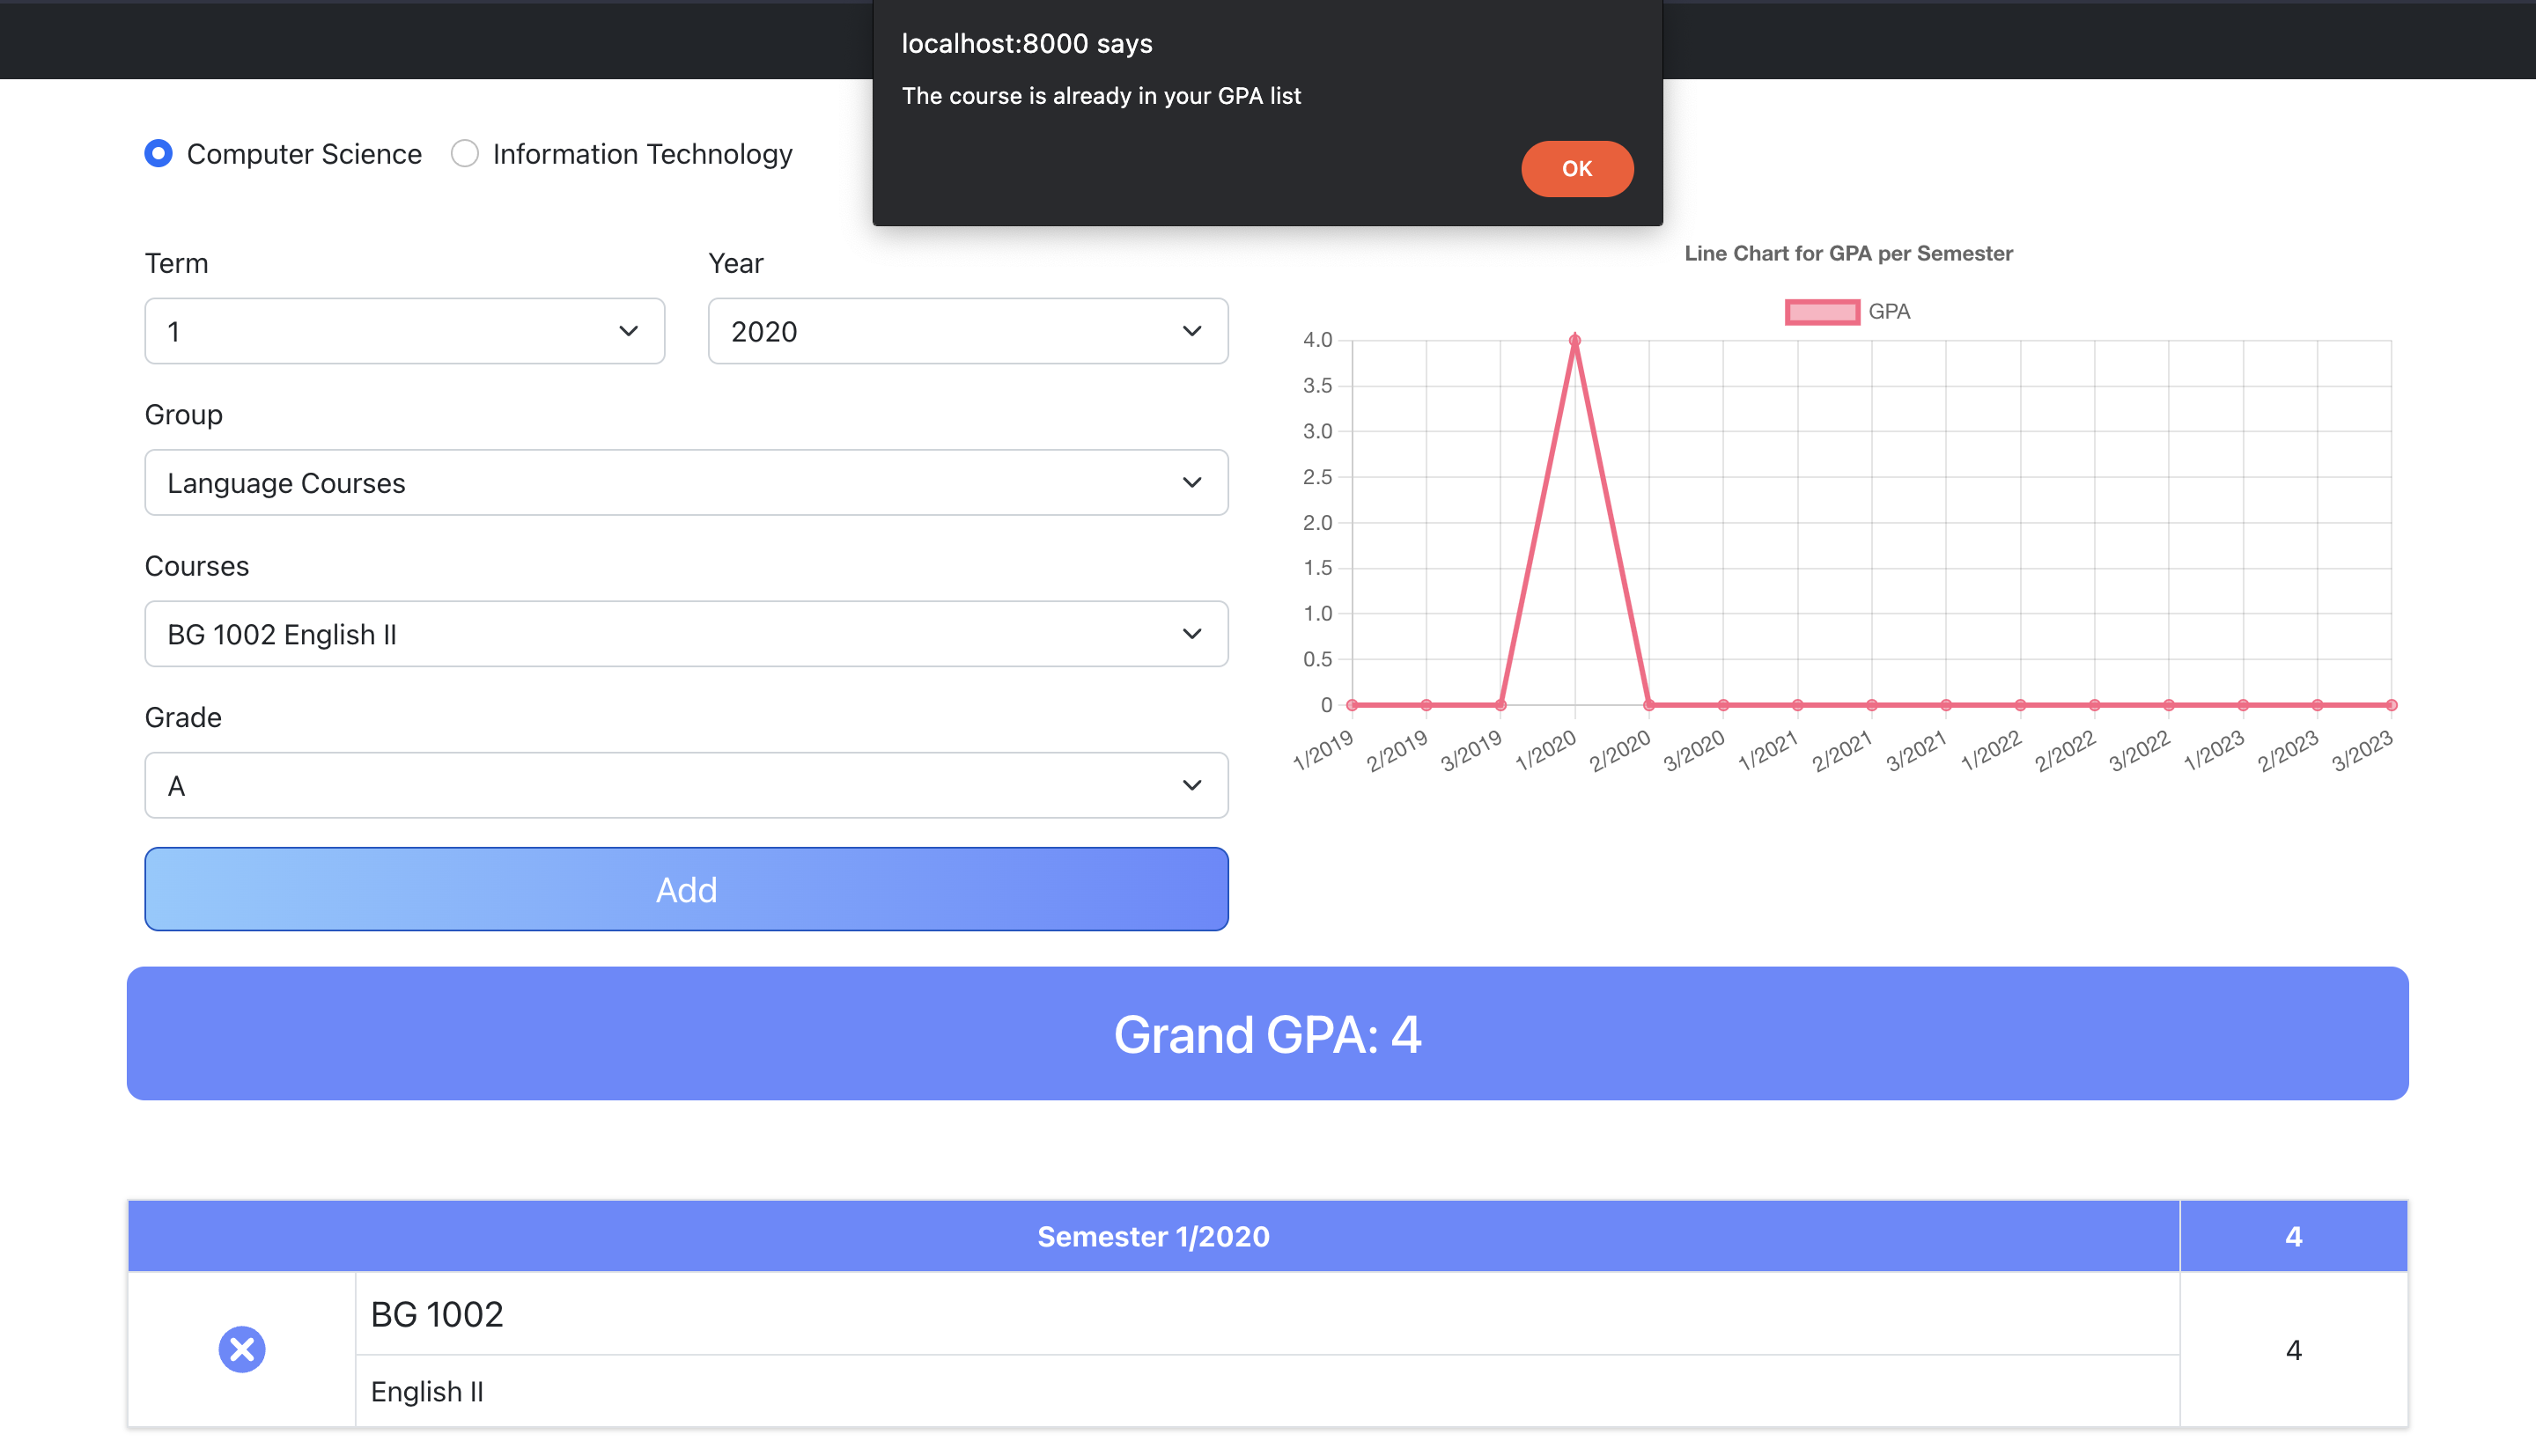 localhost:8000 says
The course is already in your GPA list
OK
Computer Science
Information Technology
Term
Year
1
2020
Group
Language Courses
Courses
BG 1002 English II
Grade
A
Add
Line Chart for GPA per Semester
GPA
4.0
3.5
3.0
2.5
2.0
1.5
1.0
0.5
0
1/2019
2/2019
3/2019
1/2020
2/2020
3/2020
1/2021
2/2021
3/2021
1/2022
2/2022
3/2022
1/2023
2/2023
3/2023
Grand GPA: 4
Semester 1/2020
4
BG 1002
English II
4